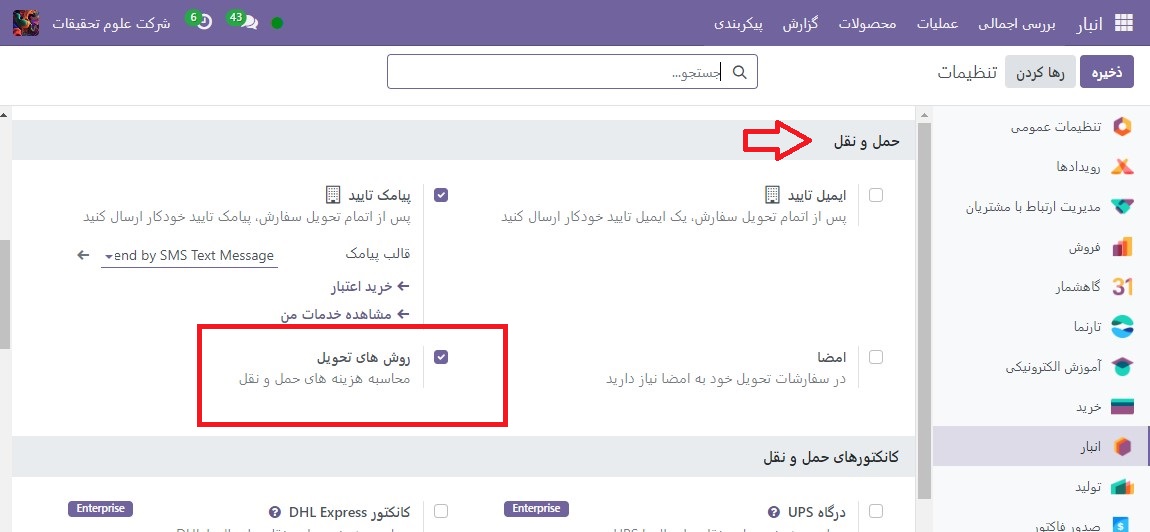 انبار بررسی اجمالی عملیات محصولات گزارش پیکربندی 43 6 شرکت علوم تحقیقات
ذخیره رها کردن تنظیمات جستجو...
تنظیمات عمومی
رویدادها
مدیریت ارتباط با مشتریان
فروش
31 گاهشمار
تارنما
آموزش الکترونیکی
خرید
انبار
تولید
صدور فاکتور
حمل و نقل
ایمیل تایید
پس از اتمام تحویل سفارش، یک ایمیل تایید خودکار ارسال کنید
پیامک تایید
پس از اتمام تحویل سفارش، پیامک تایید خودکار ارسال کنید
قالب پیامک end by SMS Text Message
خرید اعتبار
مشاهده خدمات من
امضا
در سفارشات تحویل خود به امضا نیاز دارید
روش های تحویل
محاسبه هزینه های حمل و نقل
کانکتورهای حمل و نقل
درگاه UPS ? Enterprise
کانکتور DHL Express ? Enterprise